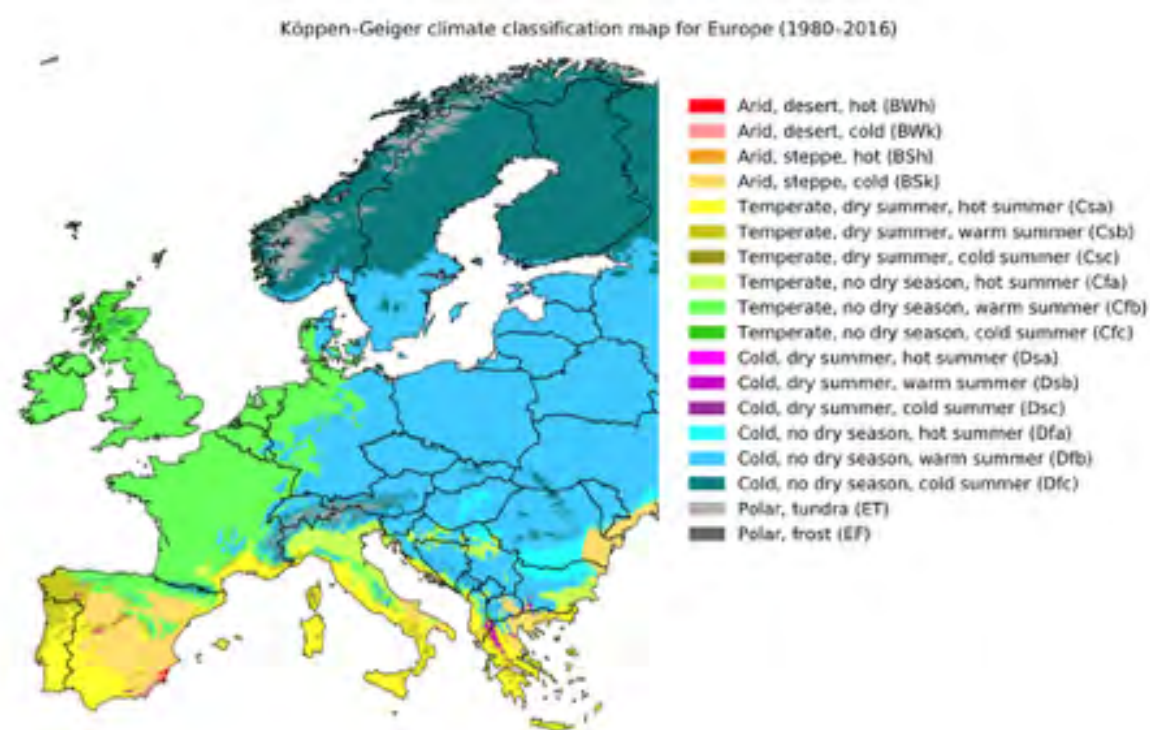 Köppen-Geiger climate classification map for Europe (1980-2016)
Arid, desert, hot (BWh)
Arid, desert, cold (BWk)
Arid, steppe, hot (BSh)
Arid, steppe, cold (BSk)
Temperate, dry summer, hot summer (Csa)
Temperate, dry summer, warm summer (Csb)
Temperate, dry summer, cold summer (Csc)
Temperate, no dry season, hot summer (Cfa)
Temperate, no dry season, warm summer (Cfb)
Temperate, no dry season, cold summer (Cfc)
Cold, dry summer, hot summer (Dsa)
Cold, dry summer, warm summer (Dsb)
Cold, dry summer, cold summer (Dsc)
Cold, no dry season, hot summer (Dfa)
Cold, no dry season, warm summer (Dfb)
Cold, no dry season, cold summer (Dfc)
Polar, tundra (ET)
Polar, frost (EF)